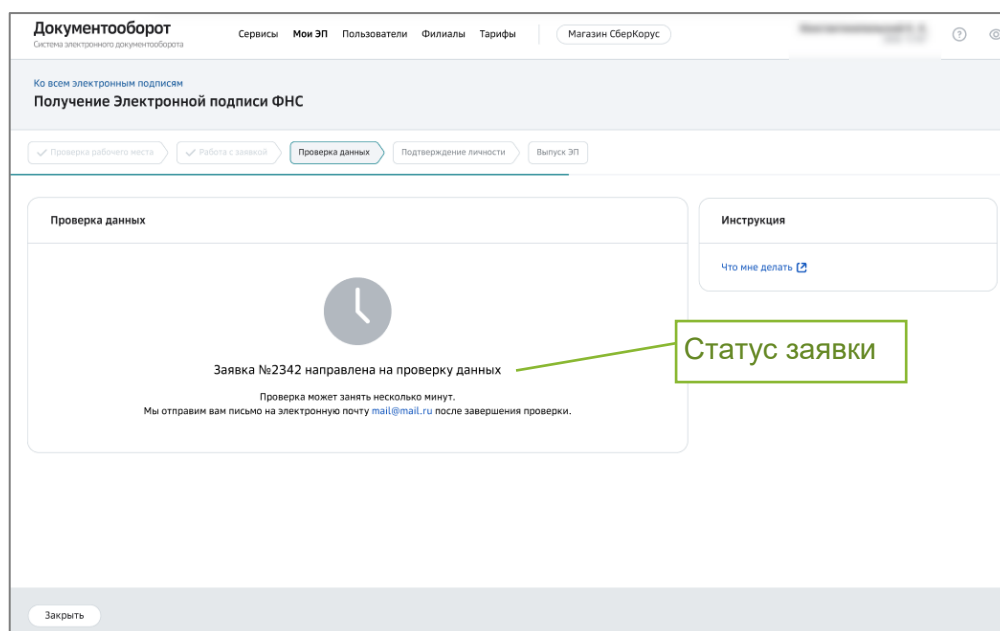 Документооборот
Система электронного документооборота
Сервисы Мои ЭП Пользователи Филиалы Тарифы Магазин СберКорус
Ко всем электронным подписям
Получение Электронной подписи ФНС
Проверка рабочего места Работа с заявкой Проверка данных Подтверждение личности Выпуск ЭП
Проверка данных
Инструкция
Что мне делать
Статус заявки
Заявка №2342 направлена на проверку данных
Проверка может занять несколько минут.
Мы отправим вам письмо на электронную почту mail@mail.ru после завершения проверки.
Закрыть